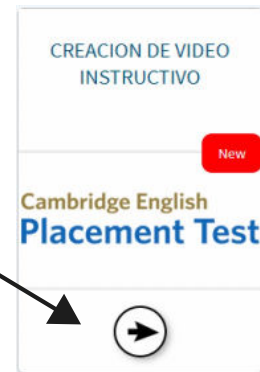 CREACION DE VIDEO
INSTRUCTIVO
New
Cambridge English
Placement Test